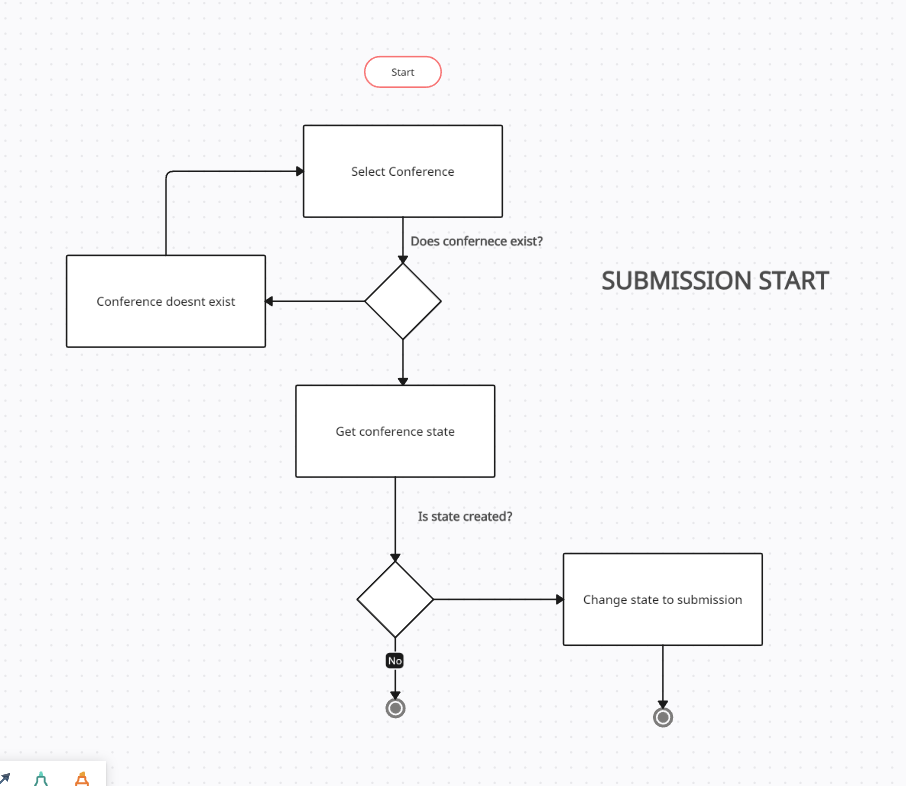 Start
Select Conference
Does confernece exist?
SUBMISSION START
Conference doesnt exist
Get conference state
Is state created?
Change state to submission
No